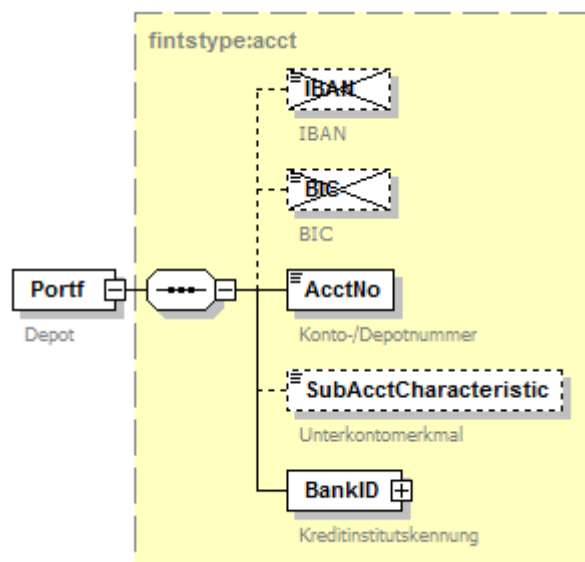 fintstype:acct
IBAN
IBAN
BIC
BIC
Portf
Depot
AcctNo
Konto-/Depotnummer
SubAcctCharacteristic
Unterkontomerkmal
BankID
Kreditinstitutskennung